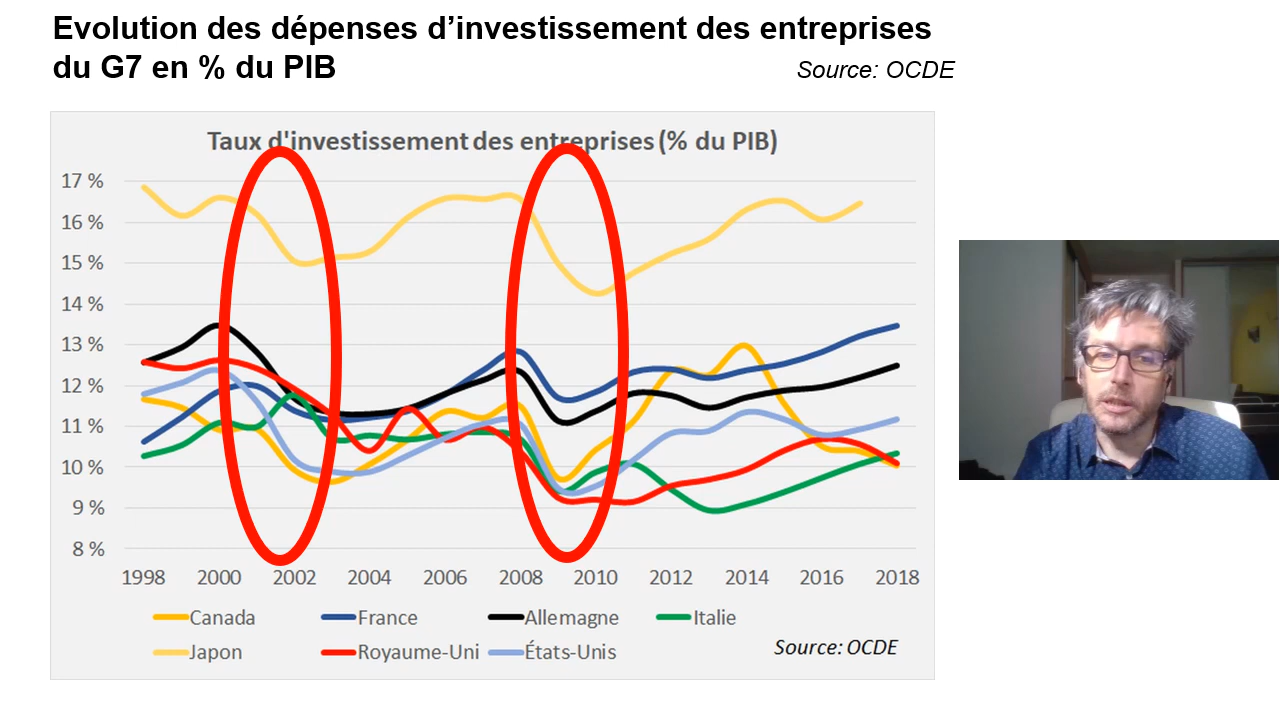 Evolution des dépenses d’investissement des entreprises
du G7 en % du PIB
Source: OCDE
Taux d'investissement des entreprises (% du PIB)
17 %
16 %
15 %
14 %
13 %
12 %
11 %
10 %
9 %
8 %
1998 2000 2002 2004 2006 2008 2010 2012 2014 2016 2018
Canada France Allemagne Italie
Japon Royaume-Uni États-Unis
Source: OCDE